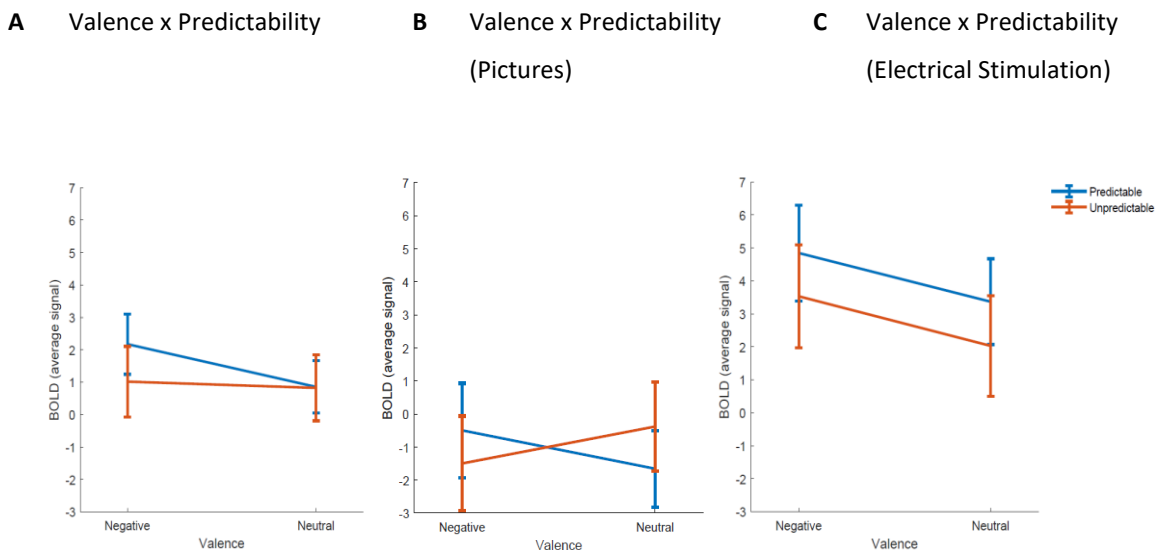 A Valence x Predictability
B Valence x Predictability
(Pictures)
C Valence x Predictability
(Electrical Stimulation)
7
6
5
4
3
2
1
0
-1
-2
-3
BOLD (average signal)
Negative
Neutral
Valence
7
6
5
4
3
2
1
0
-1
-2
-3
BOLD (average signal)
Negative
Neutral
Valence
7
6
5
4
3
2
1
0
-1
-2
-3
BOLD (average signal)
Negative
Neutral
Valence
Predictable
Unpredictable